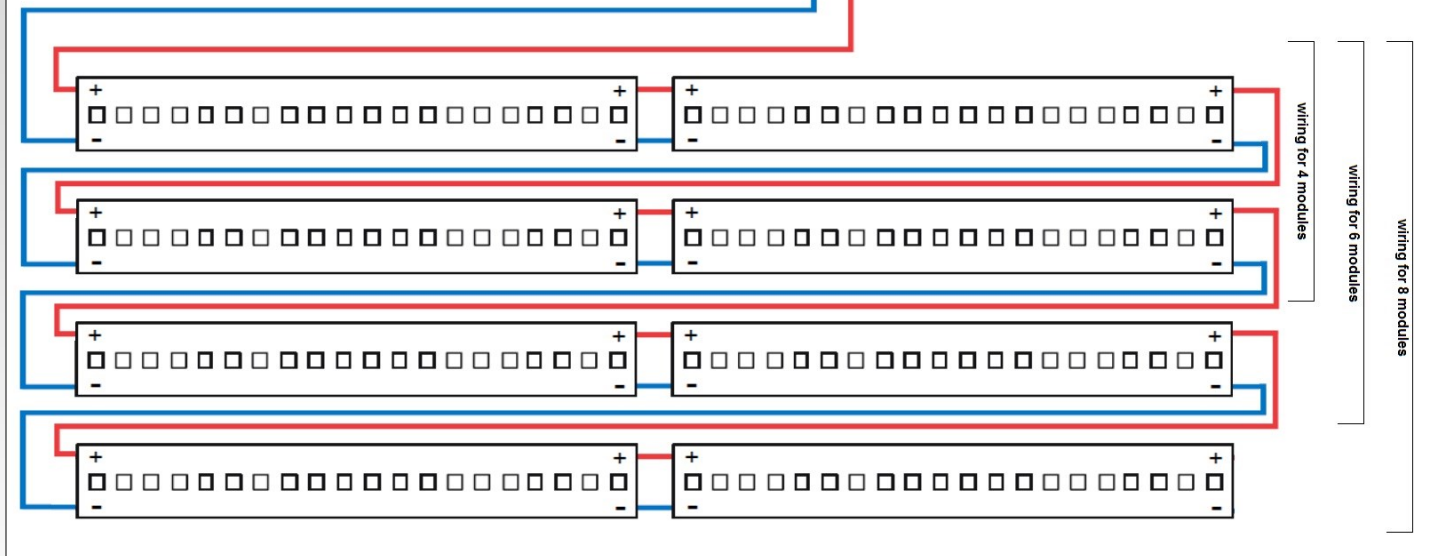 + + + +
- - - -
+ + + +
- - - -
+ + + +
- - - -
+ + + +
- - - -
wiring for 4 modules
wiring for 6 modules
wiring for 8 modules